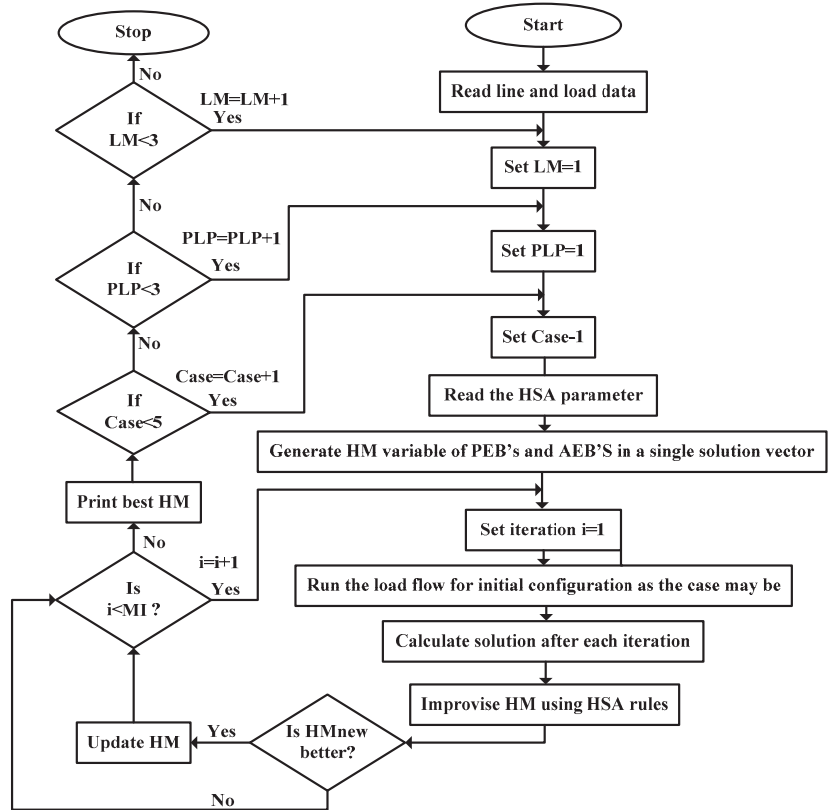 Start
Read line and load data
Set LM=1
Set PLP=1
Set Case-1
Read the HSA parameter
Generate HM variable of PEB's and AEB'S in a single solution vector
Set iteration i=1
Run the load flow for initial configuration as the case may be
Calculate solution after each iteration
Improvise HM using HSA rules
Is HMnew
better?
Yes
No
Update HM
Is
i<MI ?
i=i+1
Yes
No
Print best HM
If
Case<5
Case=Case+1
Yes
No
If
PLP<3
PLP=PLP+1
Yes
No
If
LM<3
LM=LM+1
Yes
No
Stop